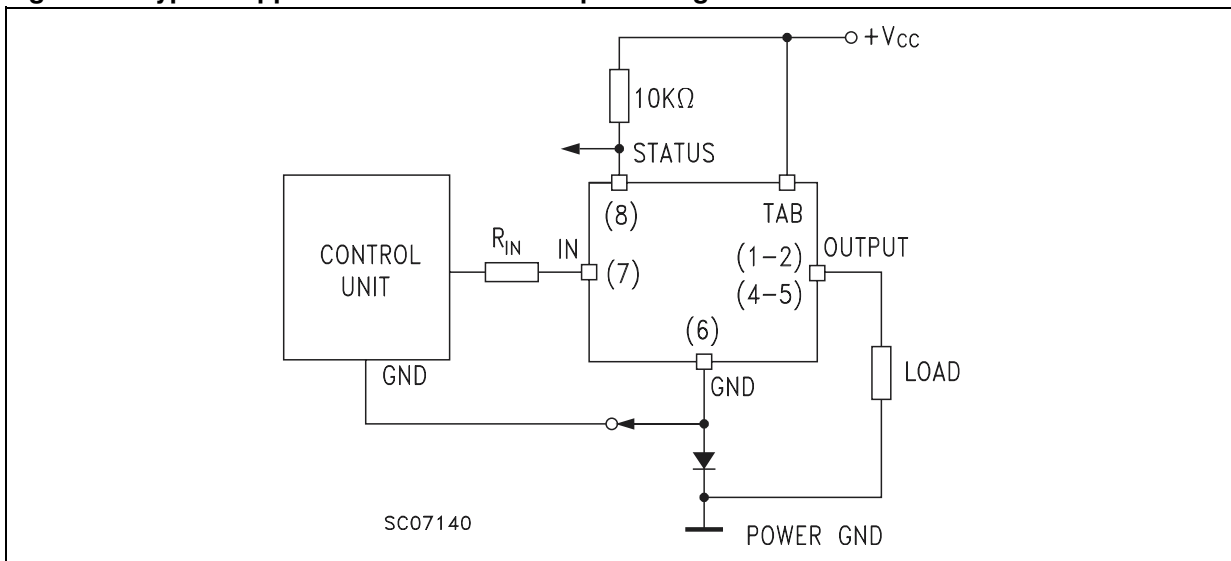 +VCC
10KΩ
STATUS
(8)
TAB
CONTROL
UNIT
RIN
IN
(7)
(1-2)
(4-5)
OUTPUT
(6)
GND
GND
LOAD
SC07140
POWER GND